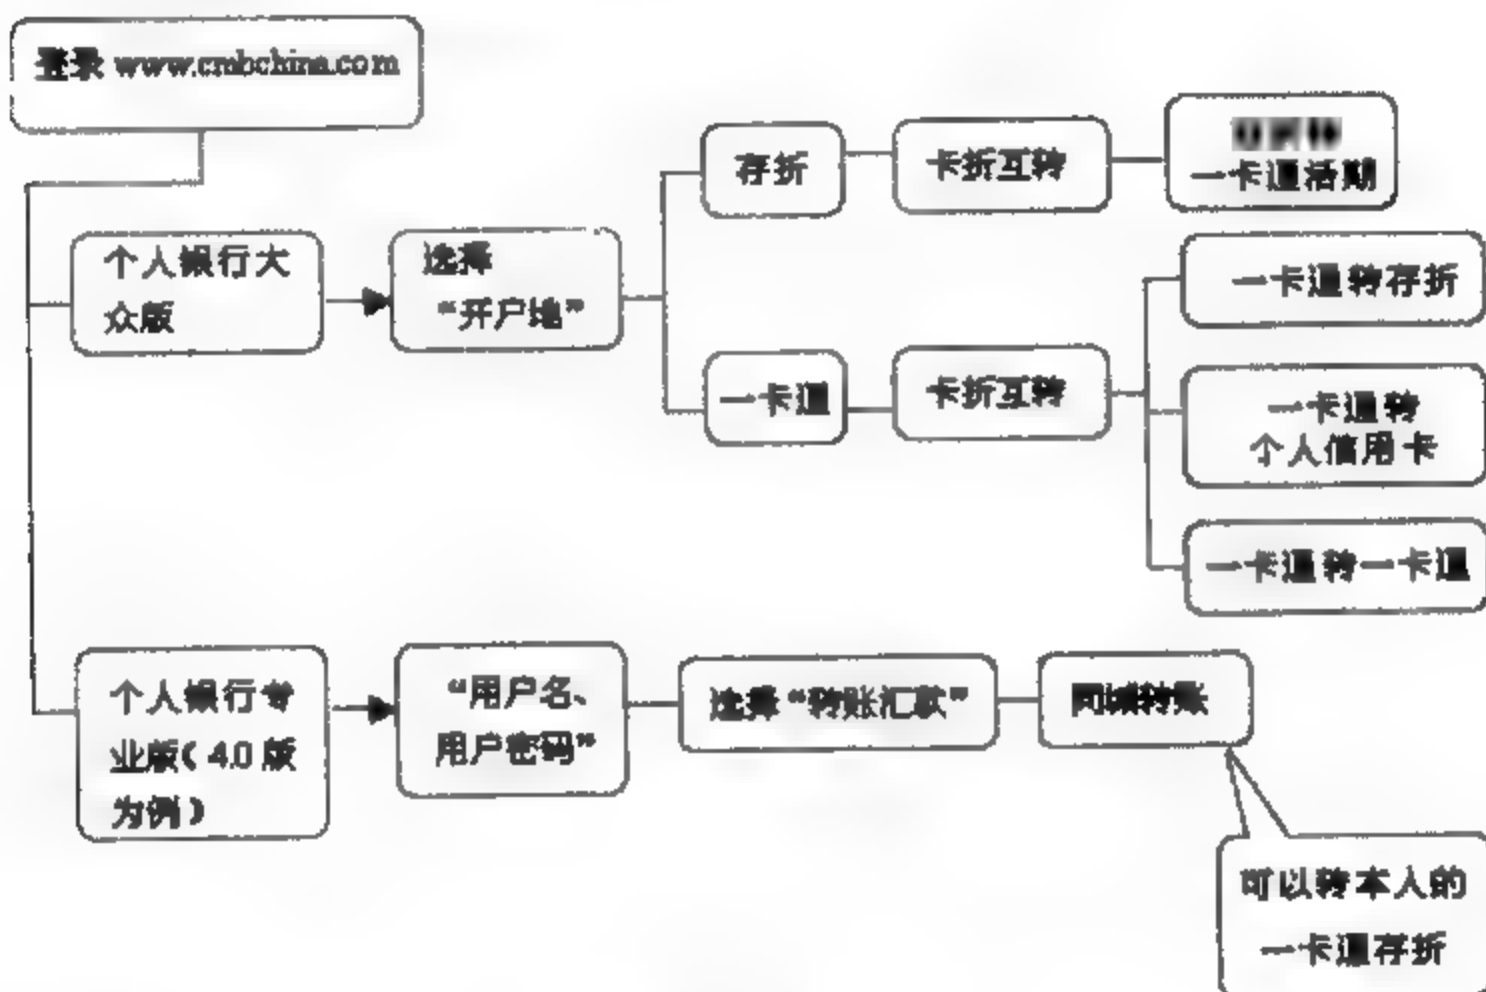 登录 www.cmbchina.com
存折
卡折互转
一卡通活期
个人银行大
众版
选择
“开户地”
一卡通转存折
一卡通
卡折互转
一卡通转
个人信用卡
一卡通转一卡通
个人银行专
业版（4.0 版
为例）
“用户名、
用户密码”
选择“转账汇款”
同城转账
可以转本人的
一卡通存折